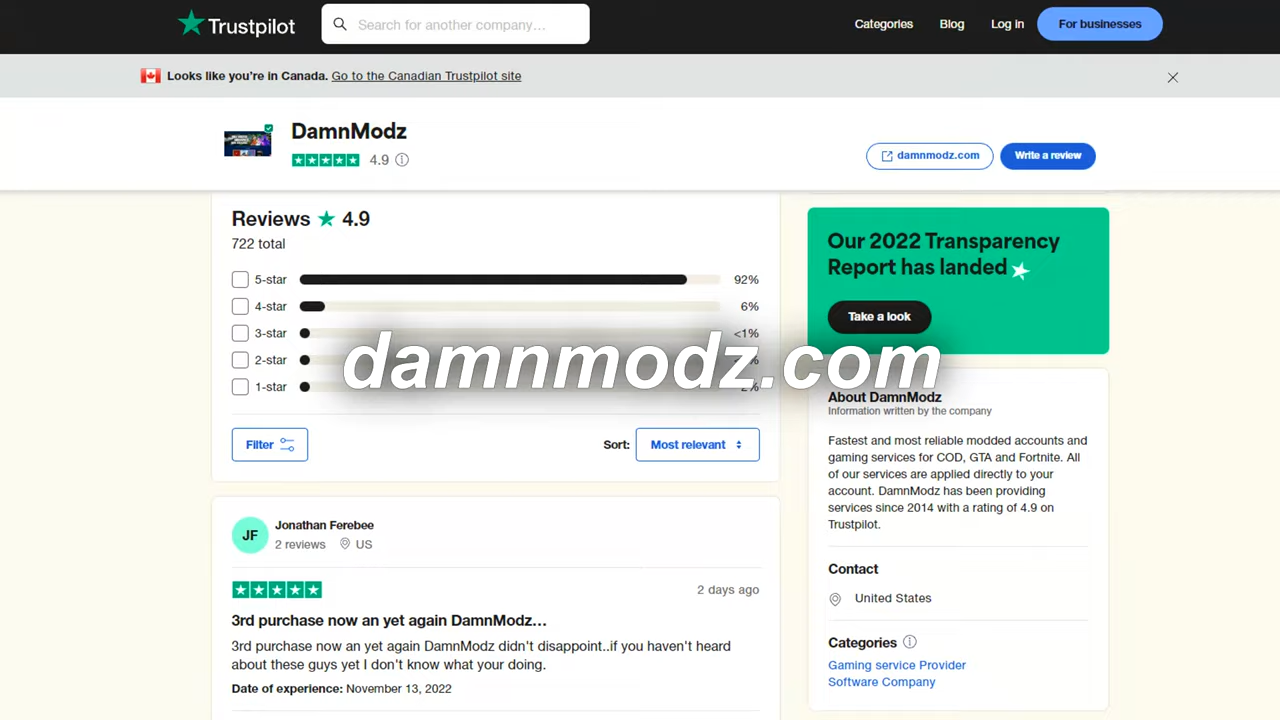 Trustpilot
Search for another company…
Categories
Blog
Log in
For businesses
Looks like you're in Canada. Go to the Canadian Trustpilot site
DamnModz
4.9
damnmodz.com
Write a review
Reviews ★ 4.9
722 total
5-star 92%
4-star 6%
3-star <1%
2-star
1-star 2%
damnmodz.com
Filter
Sort:
Most relevant
JF
Jonathan Ferebee
2 reviews US
2 days ago
3rd purchase now an yet again DamnModz…
3rd purchase now an yet again DamnModz didn't disappoint..if you haven't heard
about these guys yet I don't know what your doing.
Date of experience: November 13, 2022
Our 2022 Transparency
Report has landed
Take a look
About DamnModz
Information written by the company
Fastest and most reliable modded accounts and
gaming services for COD, GTA and Fortnite. All
of our services are applied directly to your
account. DamnModz has been providing
services since 2014 with a rating of 4.9 on
Trustpilot.
Contact
United States
Categories
Gaming service Provider
Software Company